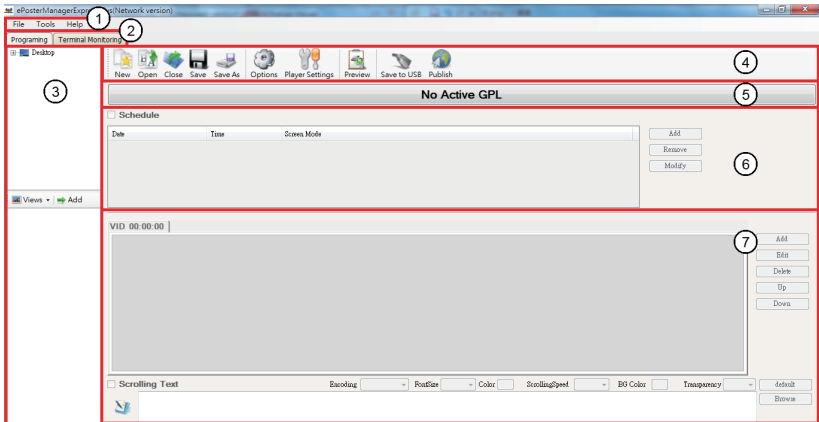 ePosterManagerExpress(Network version)
File Tools Help 1
Programing Terminal Monitoring 2
Desktop
3
New Open Close Save Save As Options Player Settings Preview Save to USB Publish 4
No Active GPL 5
Schedule
Date Time Screen Mode
Add
Remove
Modify
6
Views Add
VID 00:00:00
7
Add
Edit
Delete
Up
Down
Scrolling Text Encoding FontSize Color ScrollingSpeed BG Color Transparency default
Browse